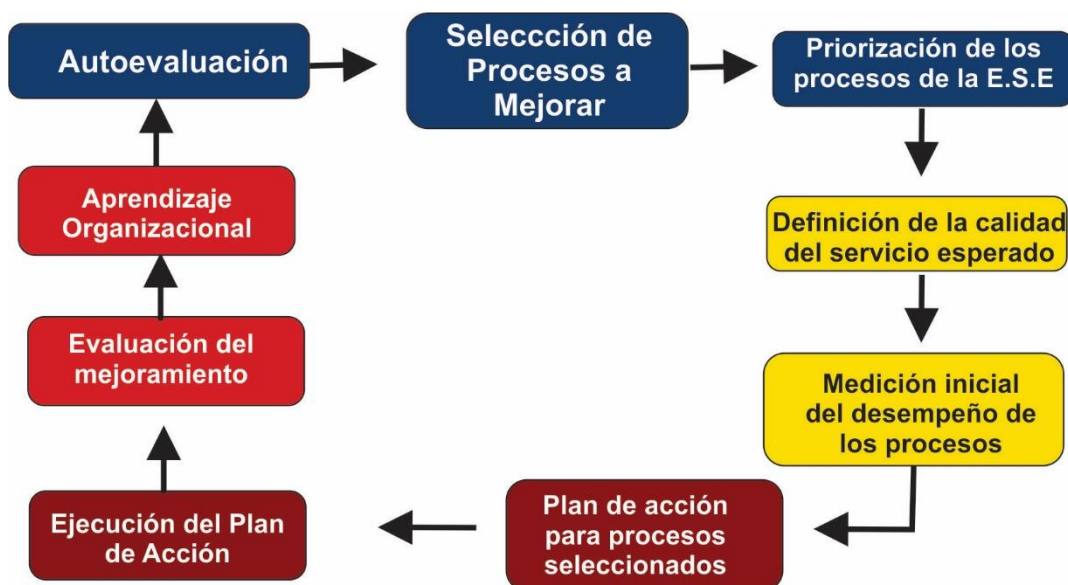 Autoevaluación
Seleccción de
Procesos a
Mejorar
Priorización de los
procesos de la E.S.E
Definición de la calidad
del servicio esperado
Medición inicial
del desempeño de
los procesos
Plan de acción
para procesos
seleccionados
Ejecución del Plan
de Acción
Evaluación del
mejoramiento
Aprendizaje
Organizacional